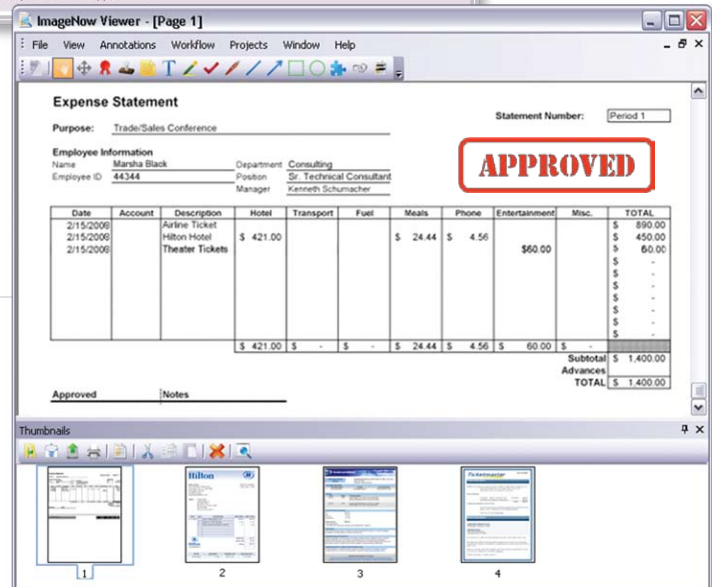 ImageNow Viewer - [Page 1]
File View Annotations Workflow Projects Window Help
Expense Statement
Statement Number: Period 1
Purpose: Trade/Sales Conference
APPROVED
Employee Information
Name Marsha Black Department Consulting
Employee ID 44344 Position Sr. Technical Consultant
Manager Kenneth Schumacher
Date Account Description Hotel Transport Fuel Meals Phone Entertainment Misc. TOTAL
2/15/2008 Airline Ticket $ 890.00
2/15/2008 Hilton Hotel $ 421.00 $ 24.44 $ 4.56 $ 450.00
2/15/2008 Theater Tickets $60.00 $ 60.00
$ -
$ -
$ -
$ -
$ -
$ -
$ -
$ 421.00 $ - $ - $ 24.44 $ 4.56 $ 60.00 $ -
Subtotal $ 1,400.00
Advances
TOTAL $ 1,400.00
Approved Notes
Thumbnails
Hilton
Ticketmaster
1 2 3 4